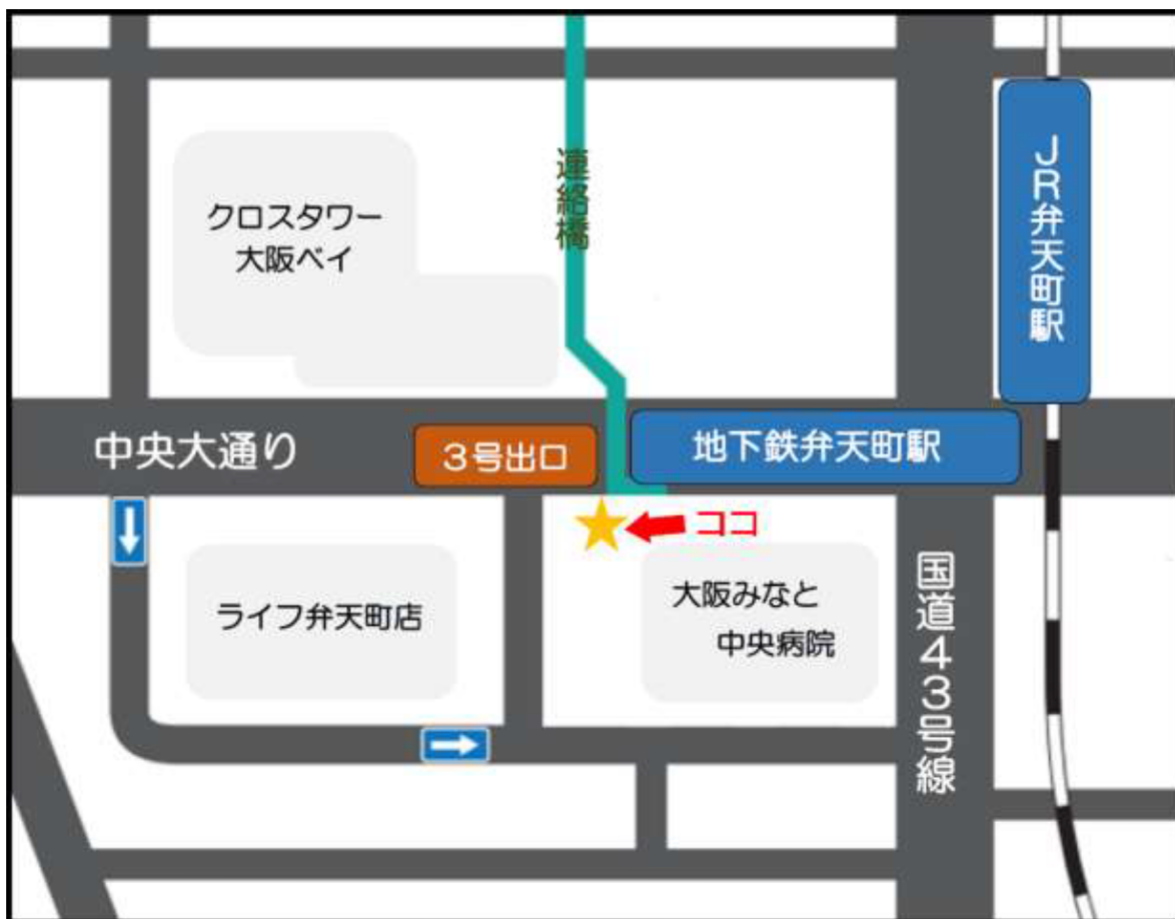 連絡橋
JR弁天町駅
クロスタワー
大阪ベイ
中央大通り
3号出口
地下鉄弁天町駅
ココ
ライフ弁天町店
大阪みなと
中央病院
国道43号線